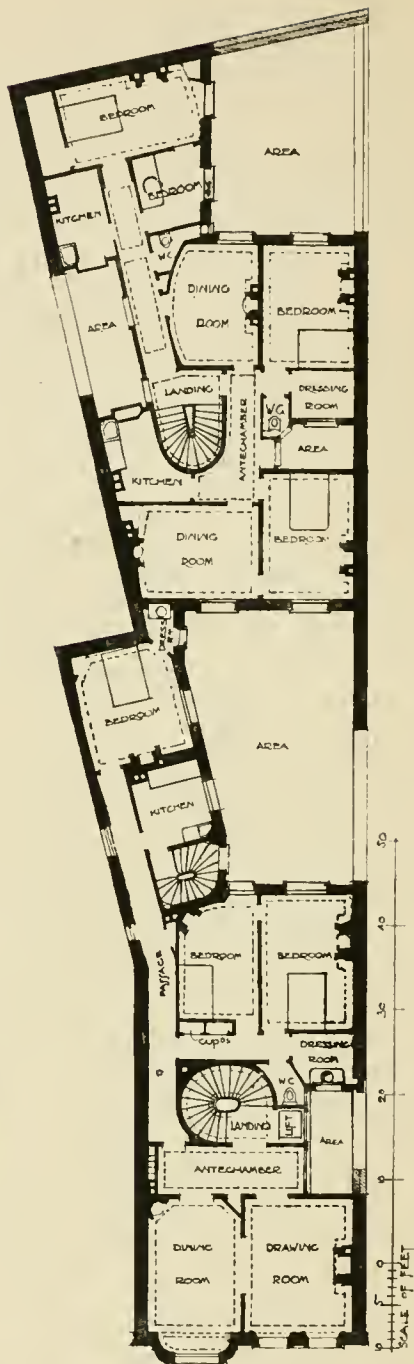 BEDROOM
AREA
BEDROOM
KITCHEN
W.C.
DINING
ROOM
BEDROOM
AREA
LANDING
ANTECHAMBER
W.C.
DRESSING
ROOM
AREA
KITCHEN
DINING
ROOM
BEDROOM
BEDROOM
AREA
KITCHEN
50
40
30
20
10
0
5
10
SCALE OF FEET
PASSAGE
BEDROOM
BEDROOM
CUPDS
DRESSING
ROOM
W.C.
LANDING
LIFT
AREA
ANTECHAMBER
DINING
ROOM
DRAWING
ROOM